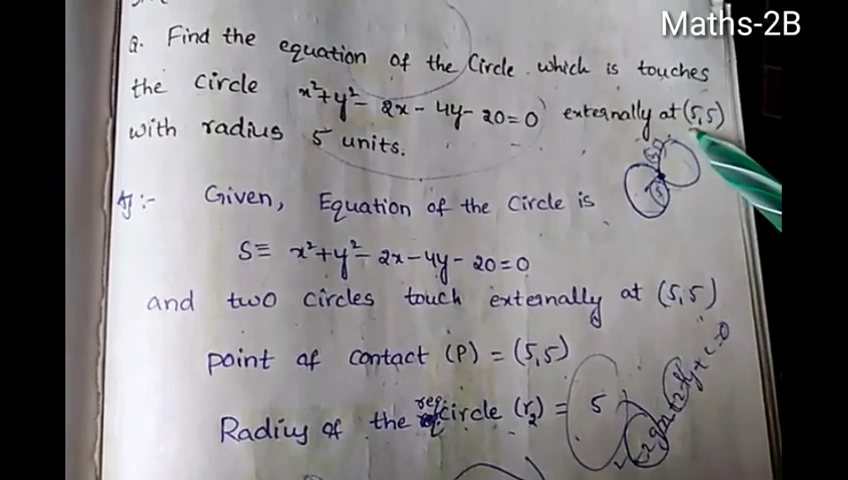 Maths-2B
Q. Find the equation of the Circle which is touches
the circle x²+y²-2x-4y-20=0 externally at (5,5)
with radius 5 units.
Given, Equation of the circle is
S≡ x²+y²-2x-4y-20=0
and two circles touch externally at (5,5)
point of contact (P) = (5,5)
Radius of the req circle (r₂) = 5